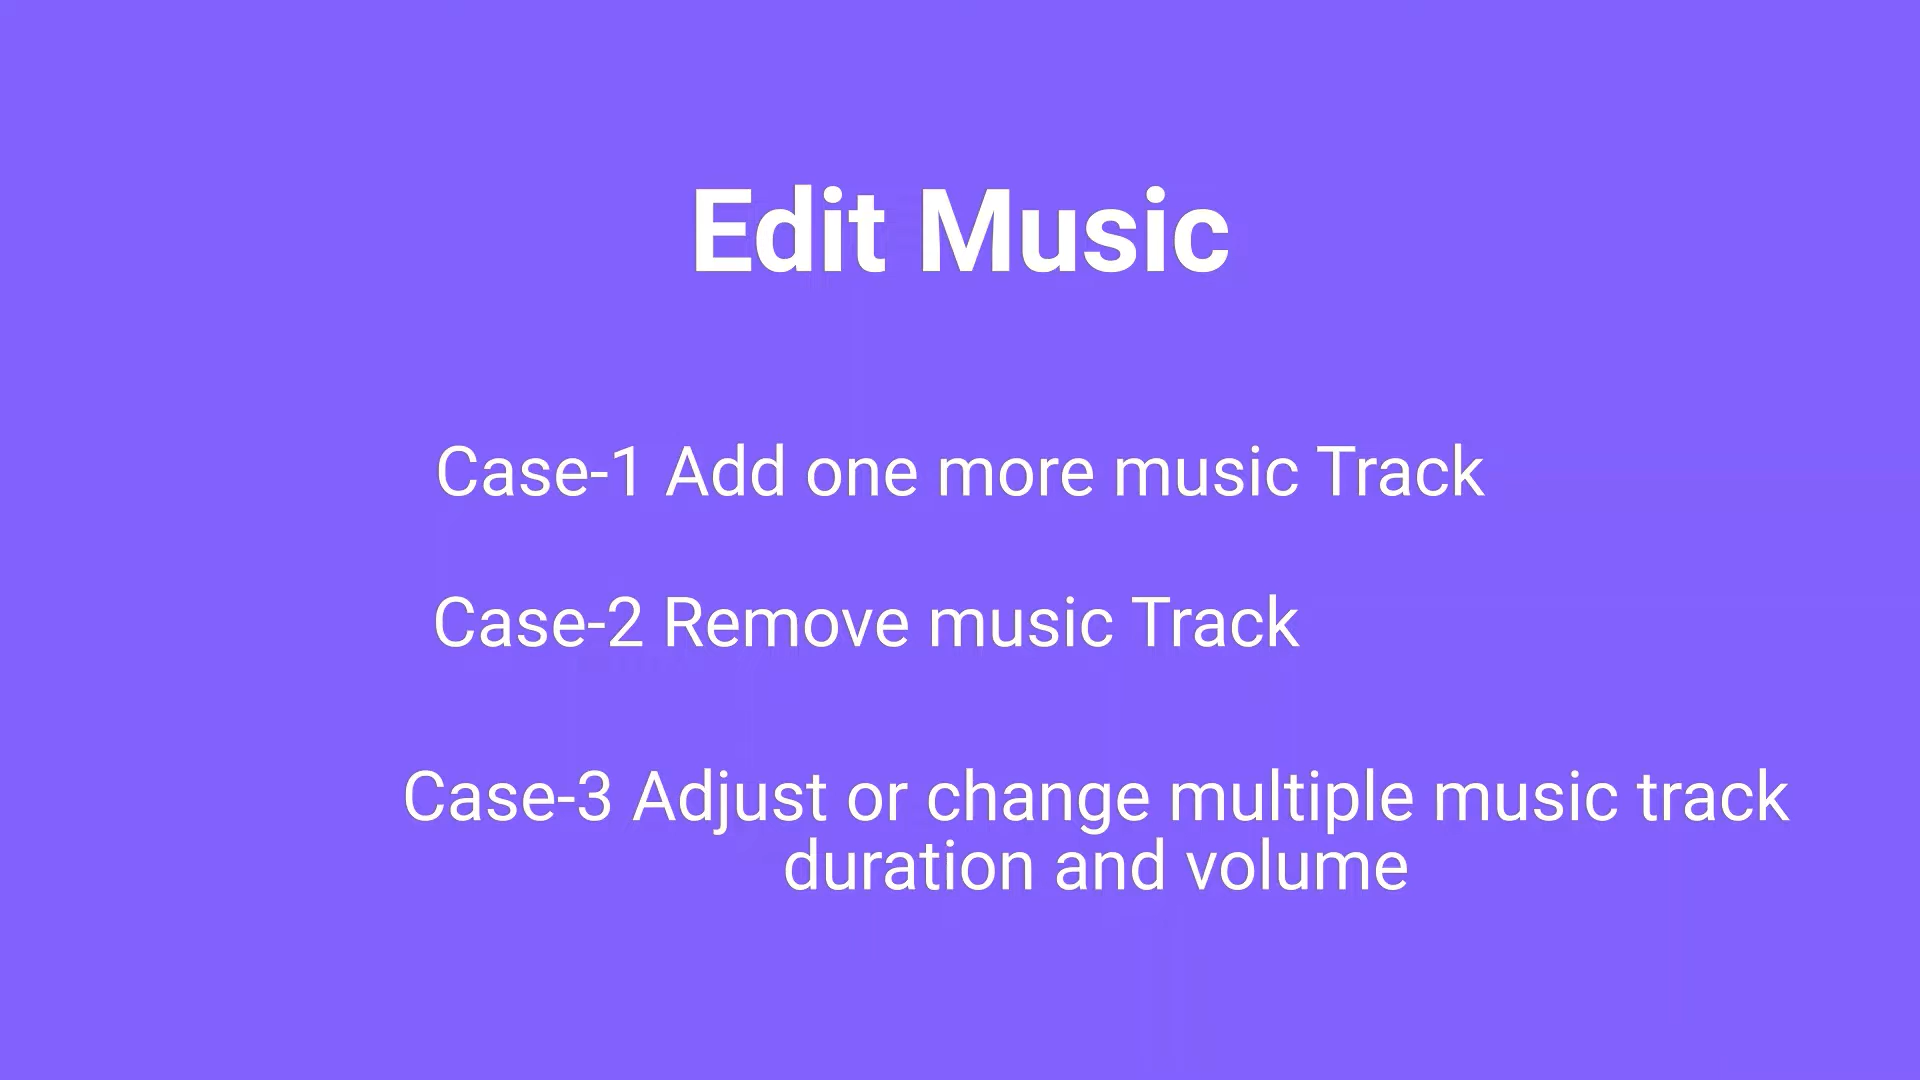 Edit Music
Case-1 Add one more music Track
Case-2 Remove music Track
Case-3 Adjust or change multiple music track
duration and volume